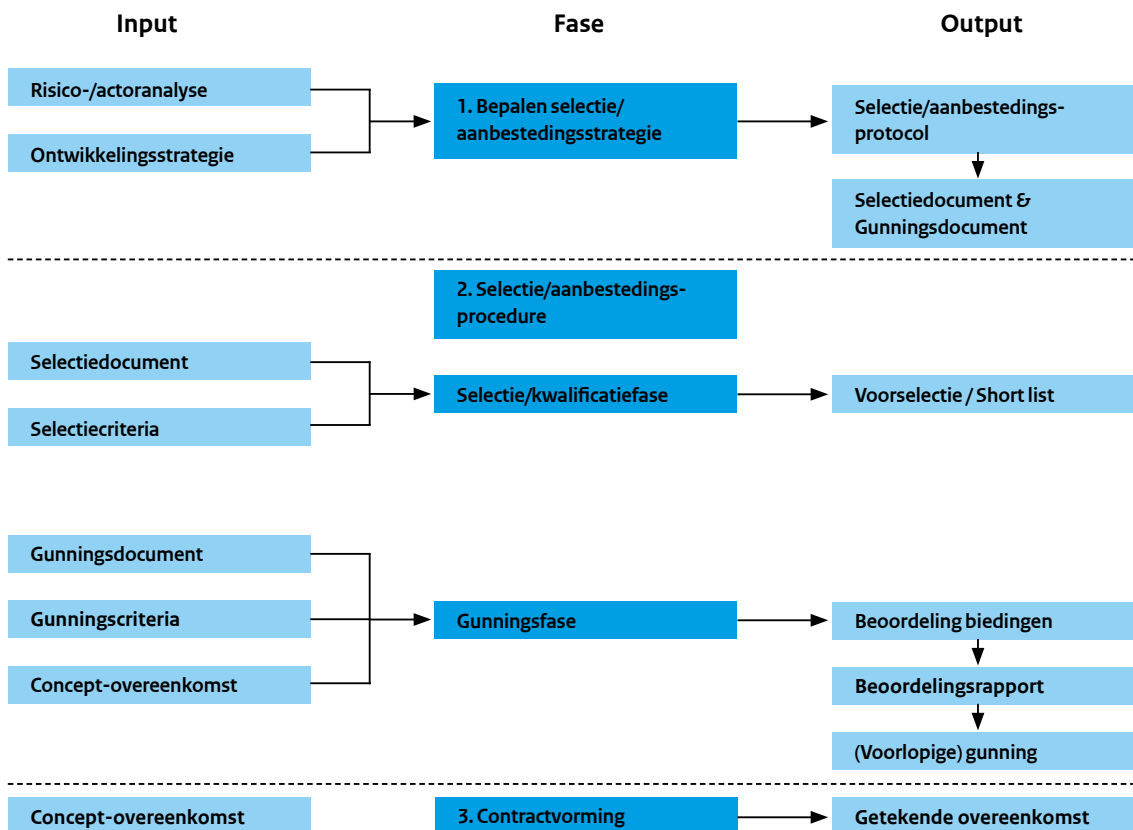 Input
Fase
Output
Risico-/actoranalyse
Ontwikkelingsstrategie
1. Bepalen selectie/
aanbestedingsstrategie
Selectie/aanbestedings-
protocol
Selectiedocument &
Gunningsdocument
2. Selectie/aanbestedings-
procedure
Selectiedocument
Selectiecriteria
Selectie/kwalificatiefase
Voorselectie / Short list
Gunningsdocument
Gunningscriteria
Concept-overeenkomst
Gunningsfase
Beoordeling biedingen
Beoordelingsrapport
(Voorlopige) gunning
Concept-overeenkomst
3. Contractvorming
Getekende overeenkomst